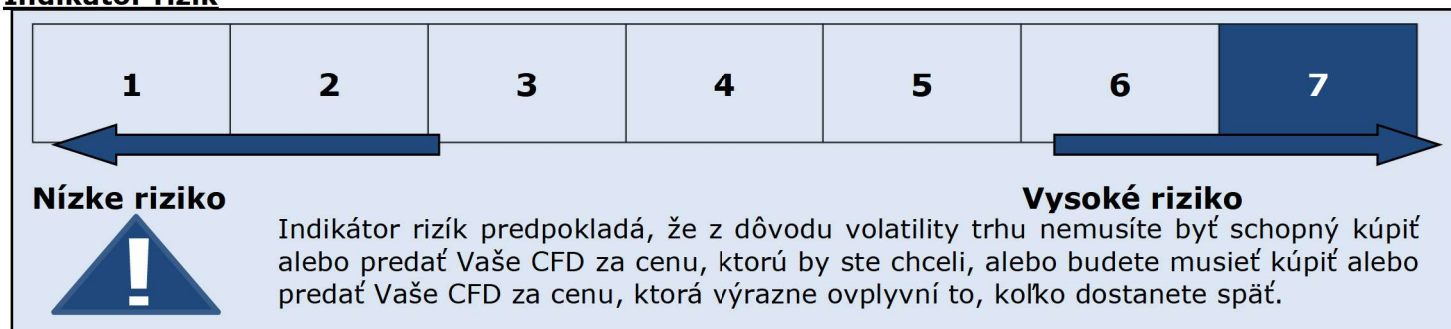 Indikátor rizík
1 2 3 4 5 6 7
Nízke riziko Vysoké riziko
Indikátor rizík predpokladá, že z dôvodu volatility trhu nemusíte byť schopný kúpiť
alebo predať Vaše CFD za cenu, ktorú by ste chceli, alebo budete musieť kúpiť alebo
predať Vaše CFD za cenu, ktorá výrazne ovplyvní to, koľko dostanete späť.
!